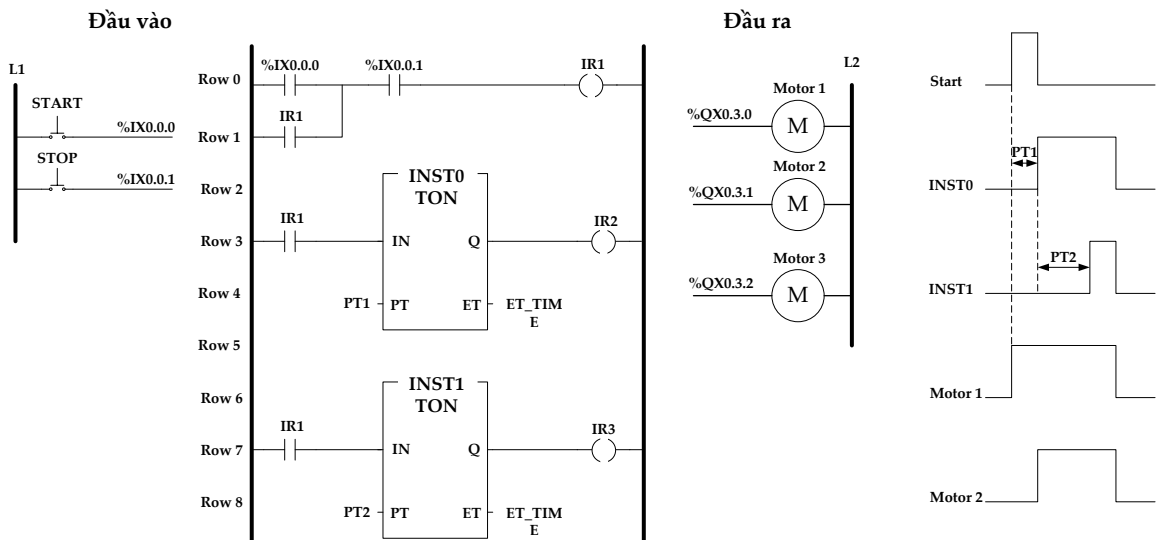 Đầu vào
L1
START
%IX0.0.0
STOP
%IX0.0.1
Row 0
%IX0.0.0
%IX0.0.1
IR1
Row 1
IR1
Row 2
INST0
TON
Row 3
IR1
IN
Q
IR2
Row 4
PT1
PT
ET
ET_TIM
E
Row 5
Row 6
INST1
TON
Row 7
IR1
IN
Q
IR3
Row 8
PT2
PT
ET
ET_TIM
E
Đầu ra
L2
Motor 1
%QX0.3.0
M
Motor 2
%QX0.3.1
M
Motor 3
%QX0.3.2
M
Start
PT1
INST0
PT2
INST1
Motor 1
Motor 2